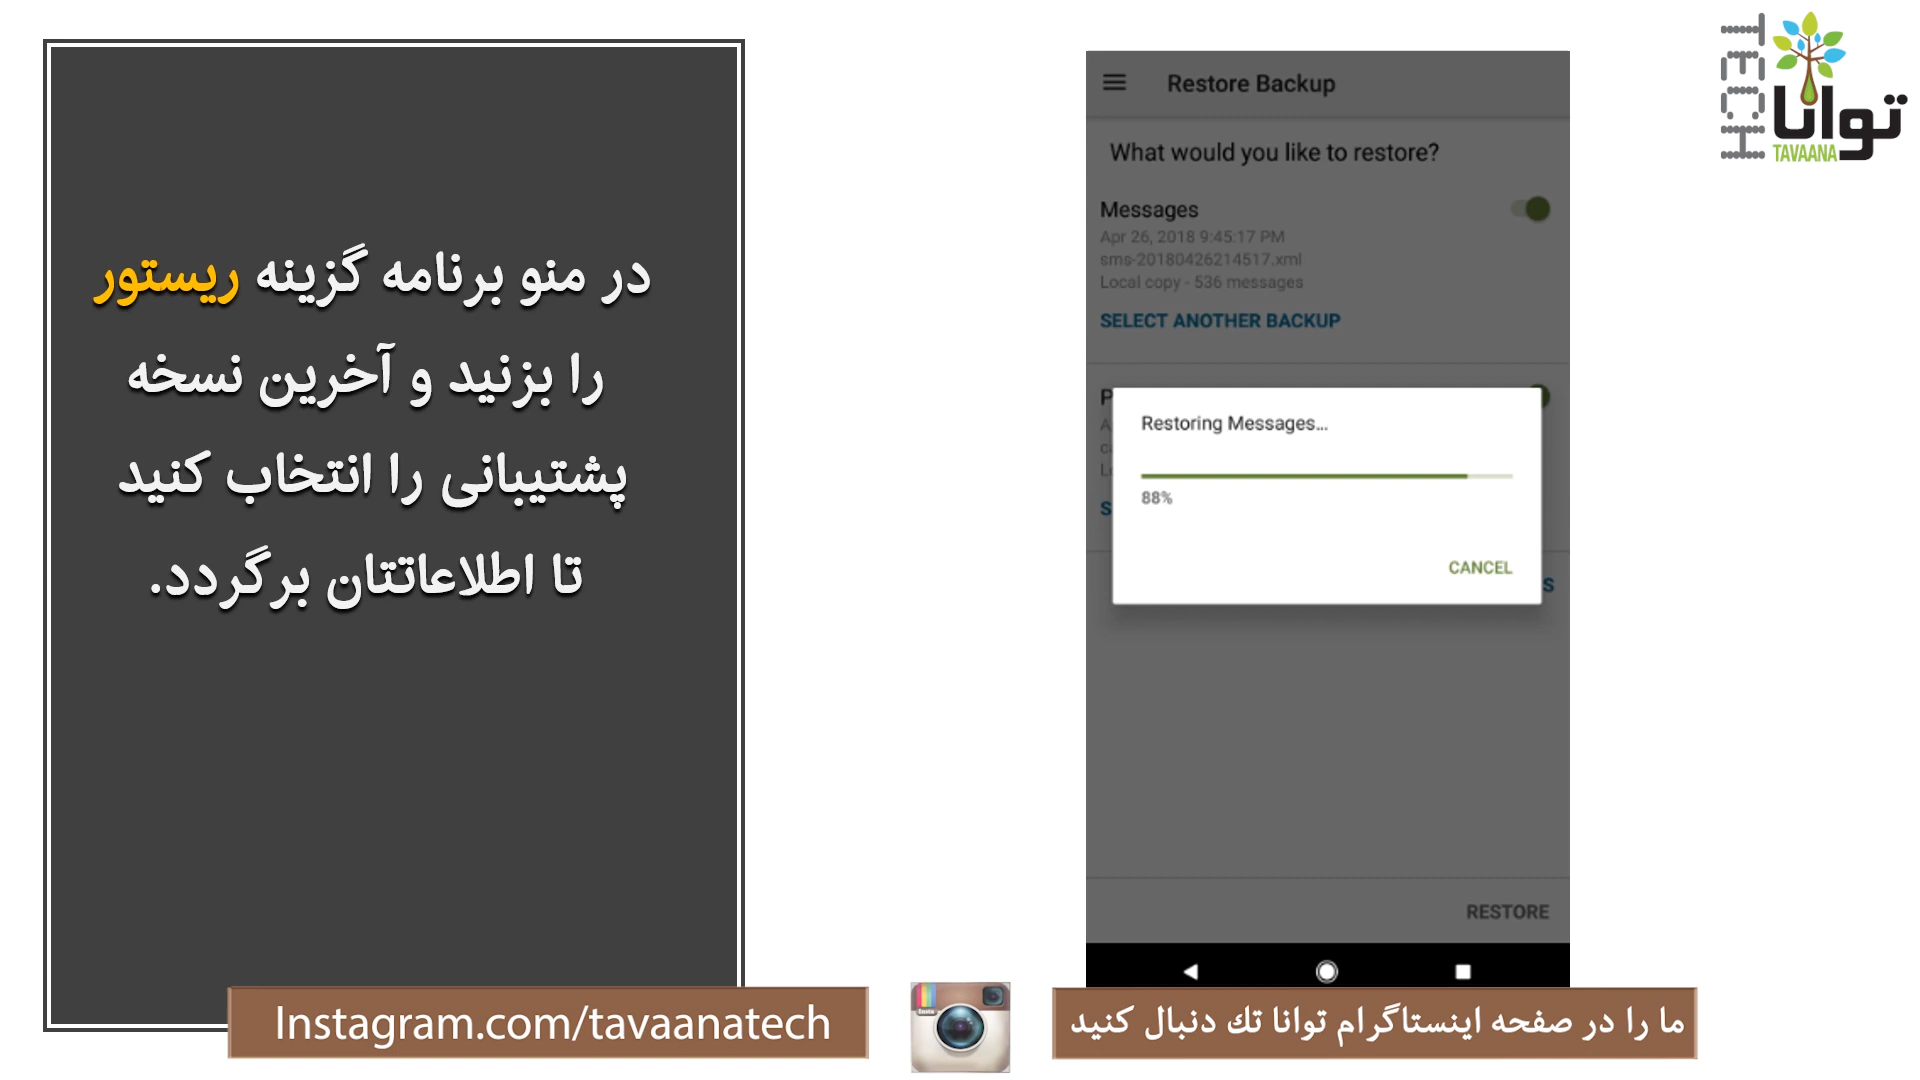 در منو برنامه گزینه ریستور
را بزنید و آخرین نسخه
پشتیبانی را انتخاب کنید
تا اطلاعاتتان برگردد.
Restore Backup
What would you like to restore?
Messages
Apr 26, 2018 9:45:17 PM
sms-20180426214517.xml
Local copy - 536 messages
SELECT ANOTHER BACKUP
Restoring Messages...
88%
CANCEL
RESTORE
TECH
توانا
TAVAANA
Instagram.com/tavaanatech
ما را در صفحه اینستاگرام توانا تك دنبال کنید